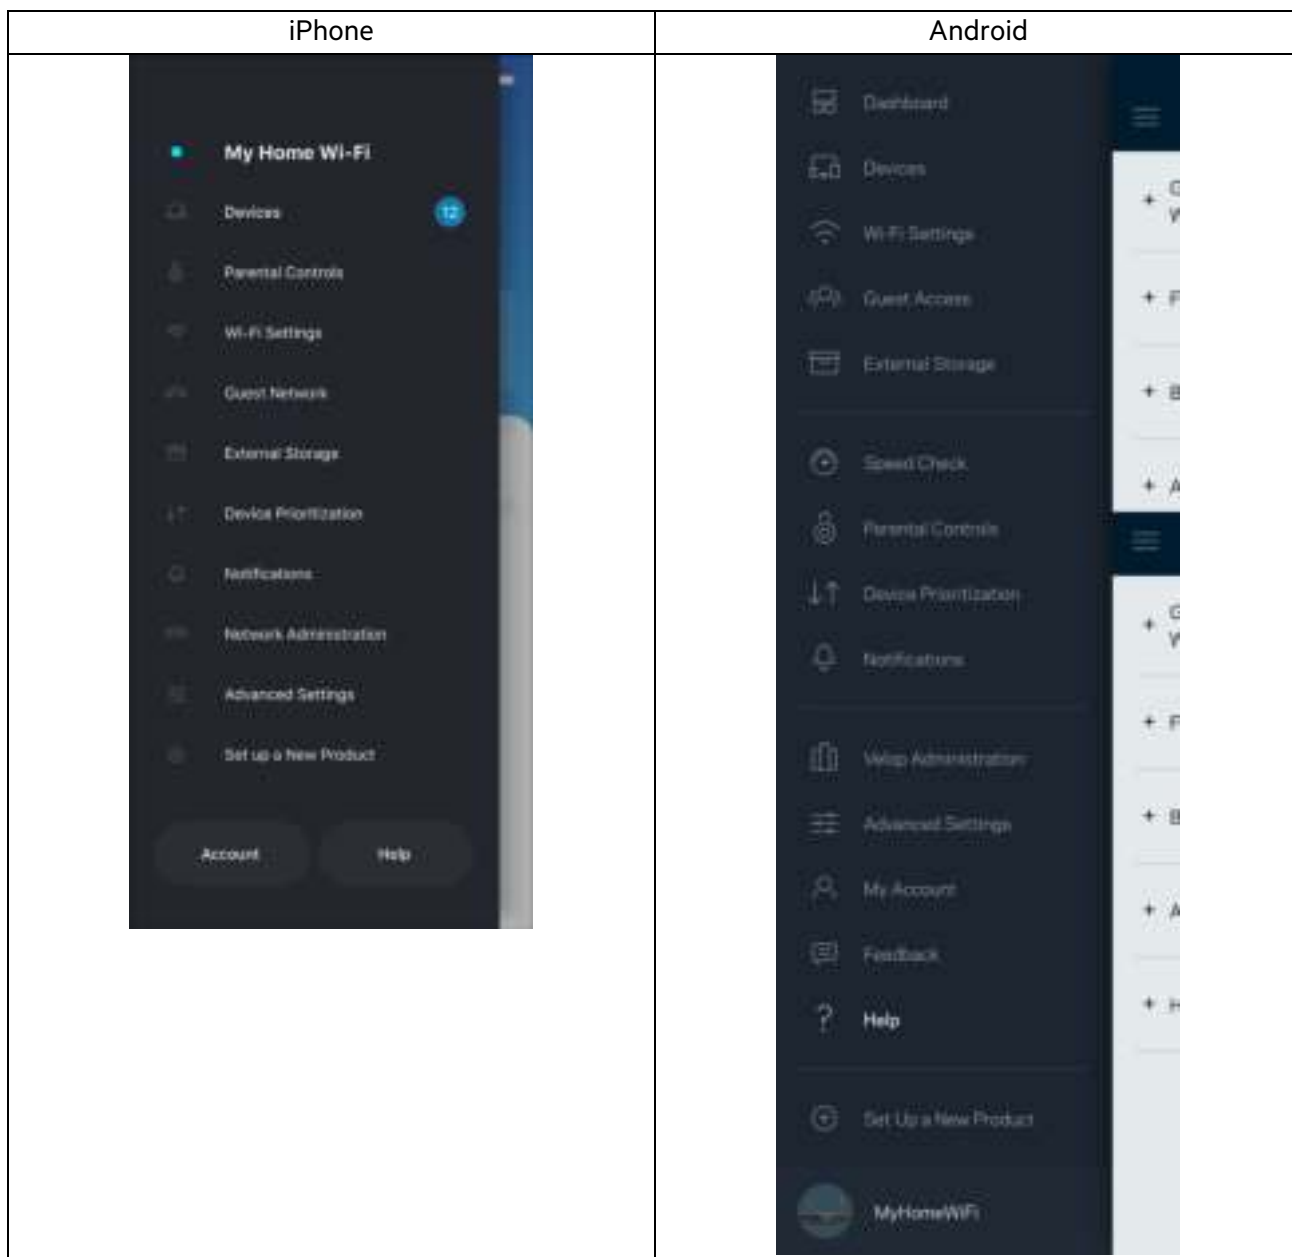 iPhone
Android
My Home Wi-Fi
Devices
12
Parental Controls
Wi-Fi Settings
Guest Network
External Storage
Device Prioritization
Notifications
Network Administration
Advanced Settings
Set up a New Product
Account
Help
Dashboard
Devices
Wi-Fi Settings
Guest Access
External Storage
Speed Check
Parental Controls
Device Prioritization
Notifications
Velop Administration
Advanced Settings
My Account
Feedback
? Help
Set Up a New Product
MyHomeWiFi